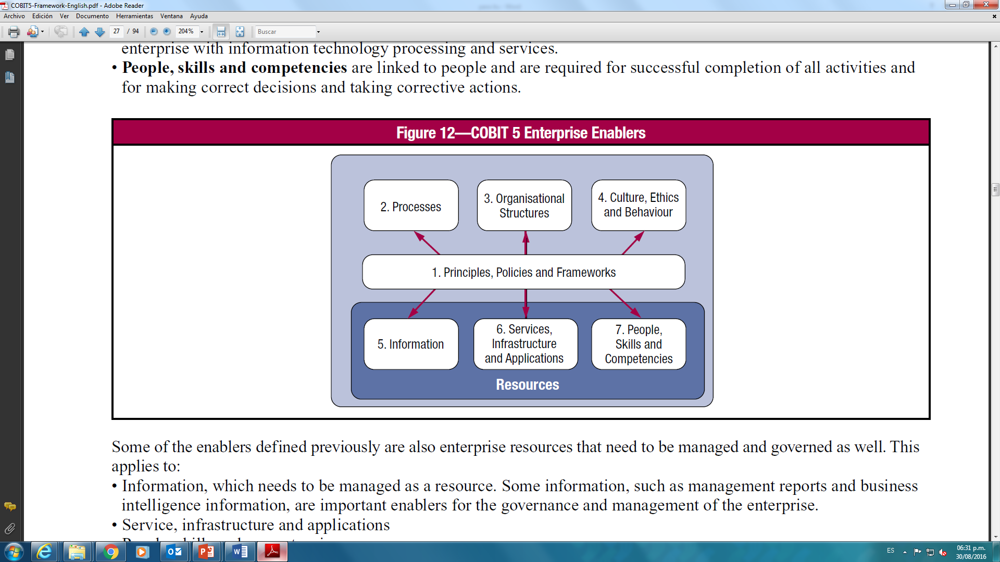 COBIT5-Framework-English.pdf - Adobe Reader
Archivo Edición Ver Documento Herramientas Ventana Ayuda
27 / 94 204% Buscar
enterprise with information technology processing and services.
• People, skills and competencies are linked to people and are required for successful completion of all activities and
for making correct decisions and taking corrective actions.
Figure 12—COBIT 5 Enterprise Enablers
2. Processes
3. Organisational
Structures
4. Culture, Ethics
and Behaviour
1. Principles, Policies and Frameworks
5. Information
6. Services,
Infrastructure
and Applications
7. People,
Skills and
Competencies
Resources
Some of the enablers defined previously are also enterprise resources that need to be managed and governed as well. This
applies to:
• Information, which needs to be managed as a resource. Some information, such as management reports and business
intelligence information, are important enablers for the governance and management of the enterprise.
• Service, infrastructure and applications
ES
06:31 p.m.
30/08/2016